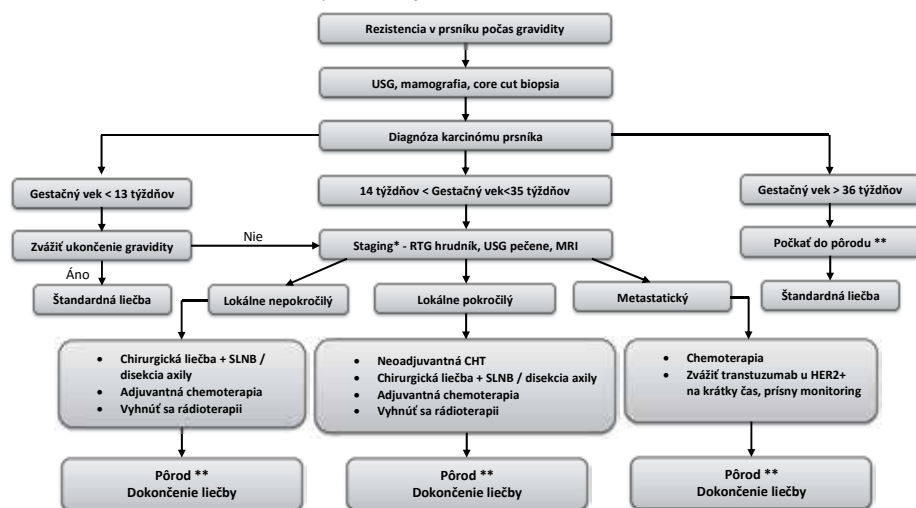 Rezistencia v prsníku počas gravidity
USG, mamografia, core cut biopsia
Diagnóza karcinómu prsníka
Gestačný vek < 13 týždňov
14 týždňov < Gestačný vek<35 týždňov
Gestačný vek > 36 týždňov
Zvážiť ukončenie gravidity
Nie
Staging* - RTG hrudník, USG pečene, MRI
Počkať do pôrodu **
Áno
Štandardná liečba
Lokálne nepokročilý
Lokálne pokročilý
Metastatický
Štandardná liečba
• Chirurgická liečba + SLNB /
disekcia axily
• Adjuvantná chemoterapia
• Vyhnúť sa rádioterapii
• Neoadjuvantná CHT
• Chirurgická liečba + SLNB / disekcia axily
• Adjuvantná chemoterapia
• Vyhnúť sa rádioterapii
• Chemoterapia
• Zvážiť transtuzumab u HER2+
na krátky čas, prísny monitoring
Pôrod **
Dokončenie liečby
Pôrod **
Dokončenie liečby
Pôrod **
Dokončenie liečby